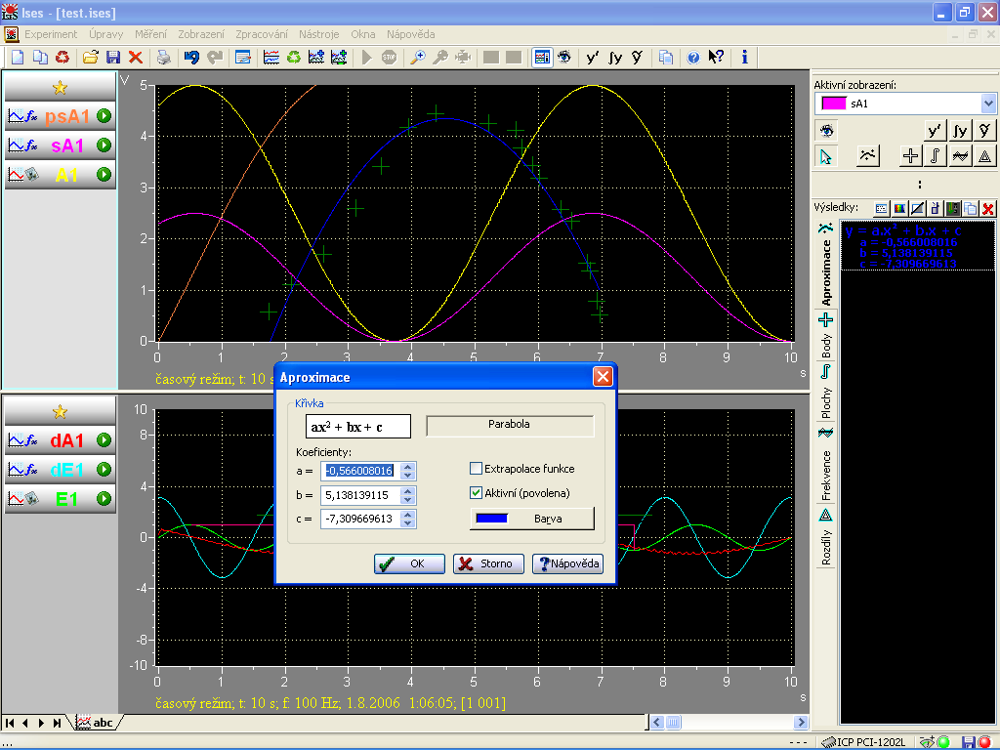 Ises - [test.ises]
Experiment Úpravy Měření Zobrazení Zpracování Nástroje Okna Nápověda
STOP y' ∫y ỹ ? ? i
psA1
sA1
A1
V
5
4
3
2
1
0
0 1 2 3 4 5 6 7 8 9 10
s
časový režim; t: 10 s
Aktivní zobrazení:
sA1
y' ∫y ỹ
:
Výsledky:
y = a.x² + b.x + c
a = -0,566008016
b = 5,138139115
c = -7,309669613
Aproximace
Body
Plochy
Frekvence
Rozdíly
Aproximace
Křivka
ax² + bx + c
Parabola
Koeficienty:
a = -0,566008016
Extrapolace funkce
b = 5,138139115
Aktivní (povolena)
c = -7,309669613
Barva
OK Storno Nápověda
dA1
dE1
E1
10
8
4
0
-4
-8
-10
0 1 2 3 4 5 6 7 8 9 10
s
časový režim; t: 10 s; f: 100 Hz; 1.8.2006 1:06:05; [1 001]
abc
... - - - ICP PCI-1202L